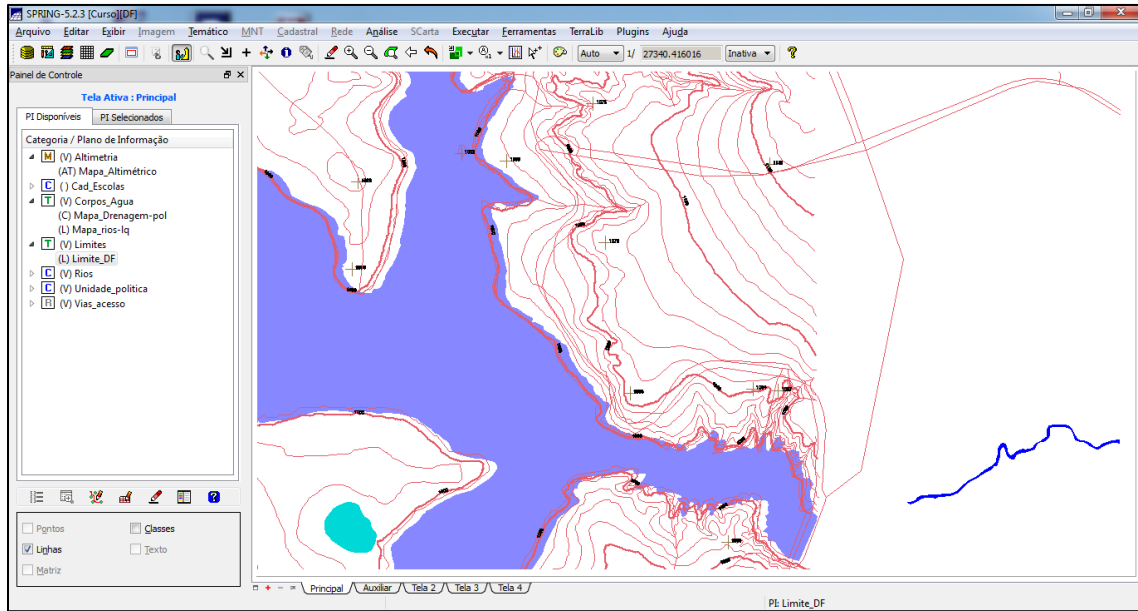 SPRING-5.2.3 [Curso][DF]
Arquivo Editar Exibir Imagem Temático MNT Cadastral Rede Análise SCarta Executar Ferramentas TerraLib Plugins Ajuda
Auto 1/ 27340.416016 Inativa
Painel de Controle
Tela Ativa : Principal
PI Disponíveis PI Selecionados
Categoria / Plano de Informação
M (V) Altimetria
(AT) Mapa_Altimétrico
C ( ) Cad_Escolas
T (V) Corpos_Agua
(C) Mapa_Drenagem-pol
(L) Mapa_rios-lq
T (V) Limites
(L) Limite_DF
C (V) Rios
C (V) Unidade_politica
R (V) Vias_acesso
Pontos Classes
Linhas Texto
Matriz
Principal Auxiliar Tela 2 Tela 3 Tela 4
PI: Limite_DF